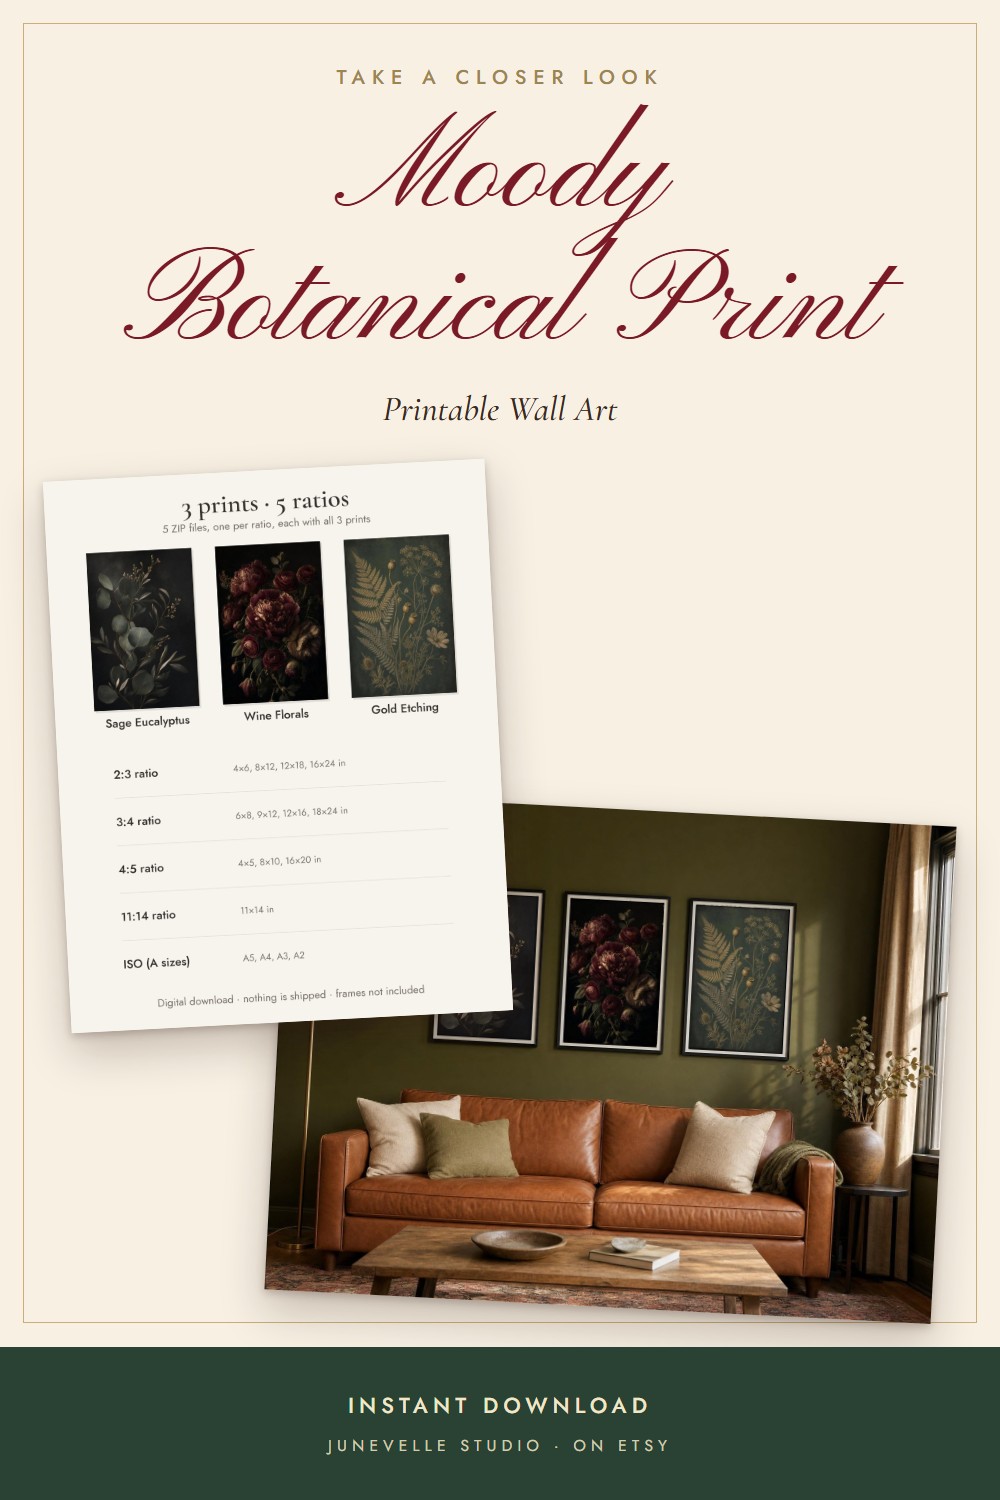 TAKE A CLOSER LOOK
Moody
Botanical Print
Printable Wall Art
3 prints · 5 ratios
5 ZIP files, one per ratio, each with all 3 prints
Sage Eucalyptus
Wine Florals
Gold Etching
2:3 ratio 4×6, 8×12, 12×18, 16×24 in
3:4 ratio 6×8, 9×12, 12×16, 18×24 in
4:5 ratio 4×5, 8×10, 16×20 in
11:14 ratio 11×14 in
ISO (A sizes) A5, A4, A3, A2
Digital download · nothing is shipped · frames not included
INSTANT DOWNLOAD
JUNEVELLE STUDIO · ON ETSY